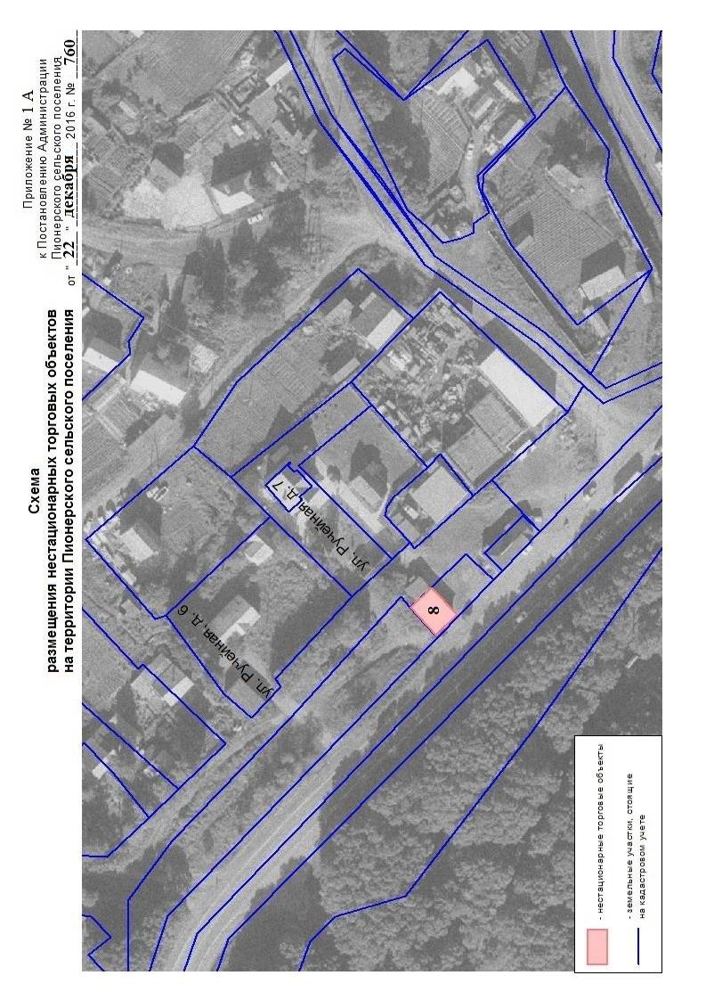 Приложение № 1 А
к Постановлению Администрации
Пионерского сельского поселения
от " 22 " декабря 2016 г. № 760
Схема
размещения нестационарных торговых объектов
на территории Пионерского сельского поселения
ул. Ручейная, д. 6
ул. Ручейная, д. 7
8
- нестационарные торговые объекты
- земельные участки, стоящие
на кадастровом учете